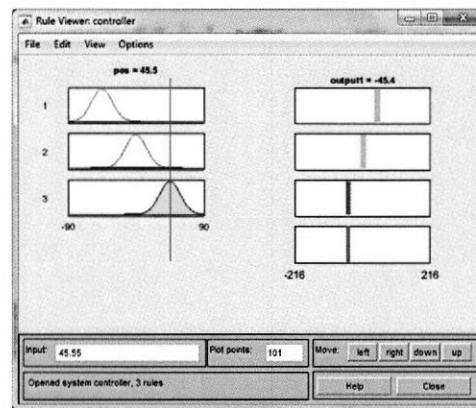 Rule Viewer: controller
File Edit View Options
pos = 45.5
output1 = -45.4
1
2
3
-90 90
-216 216
Input: 45.55
Plot points: 101
Move: left right down up
Opened system controller, 3 rules
Help Close